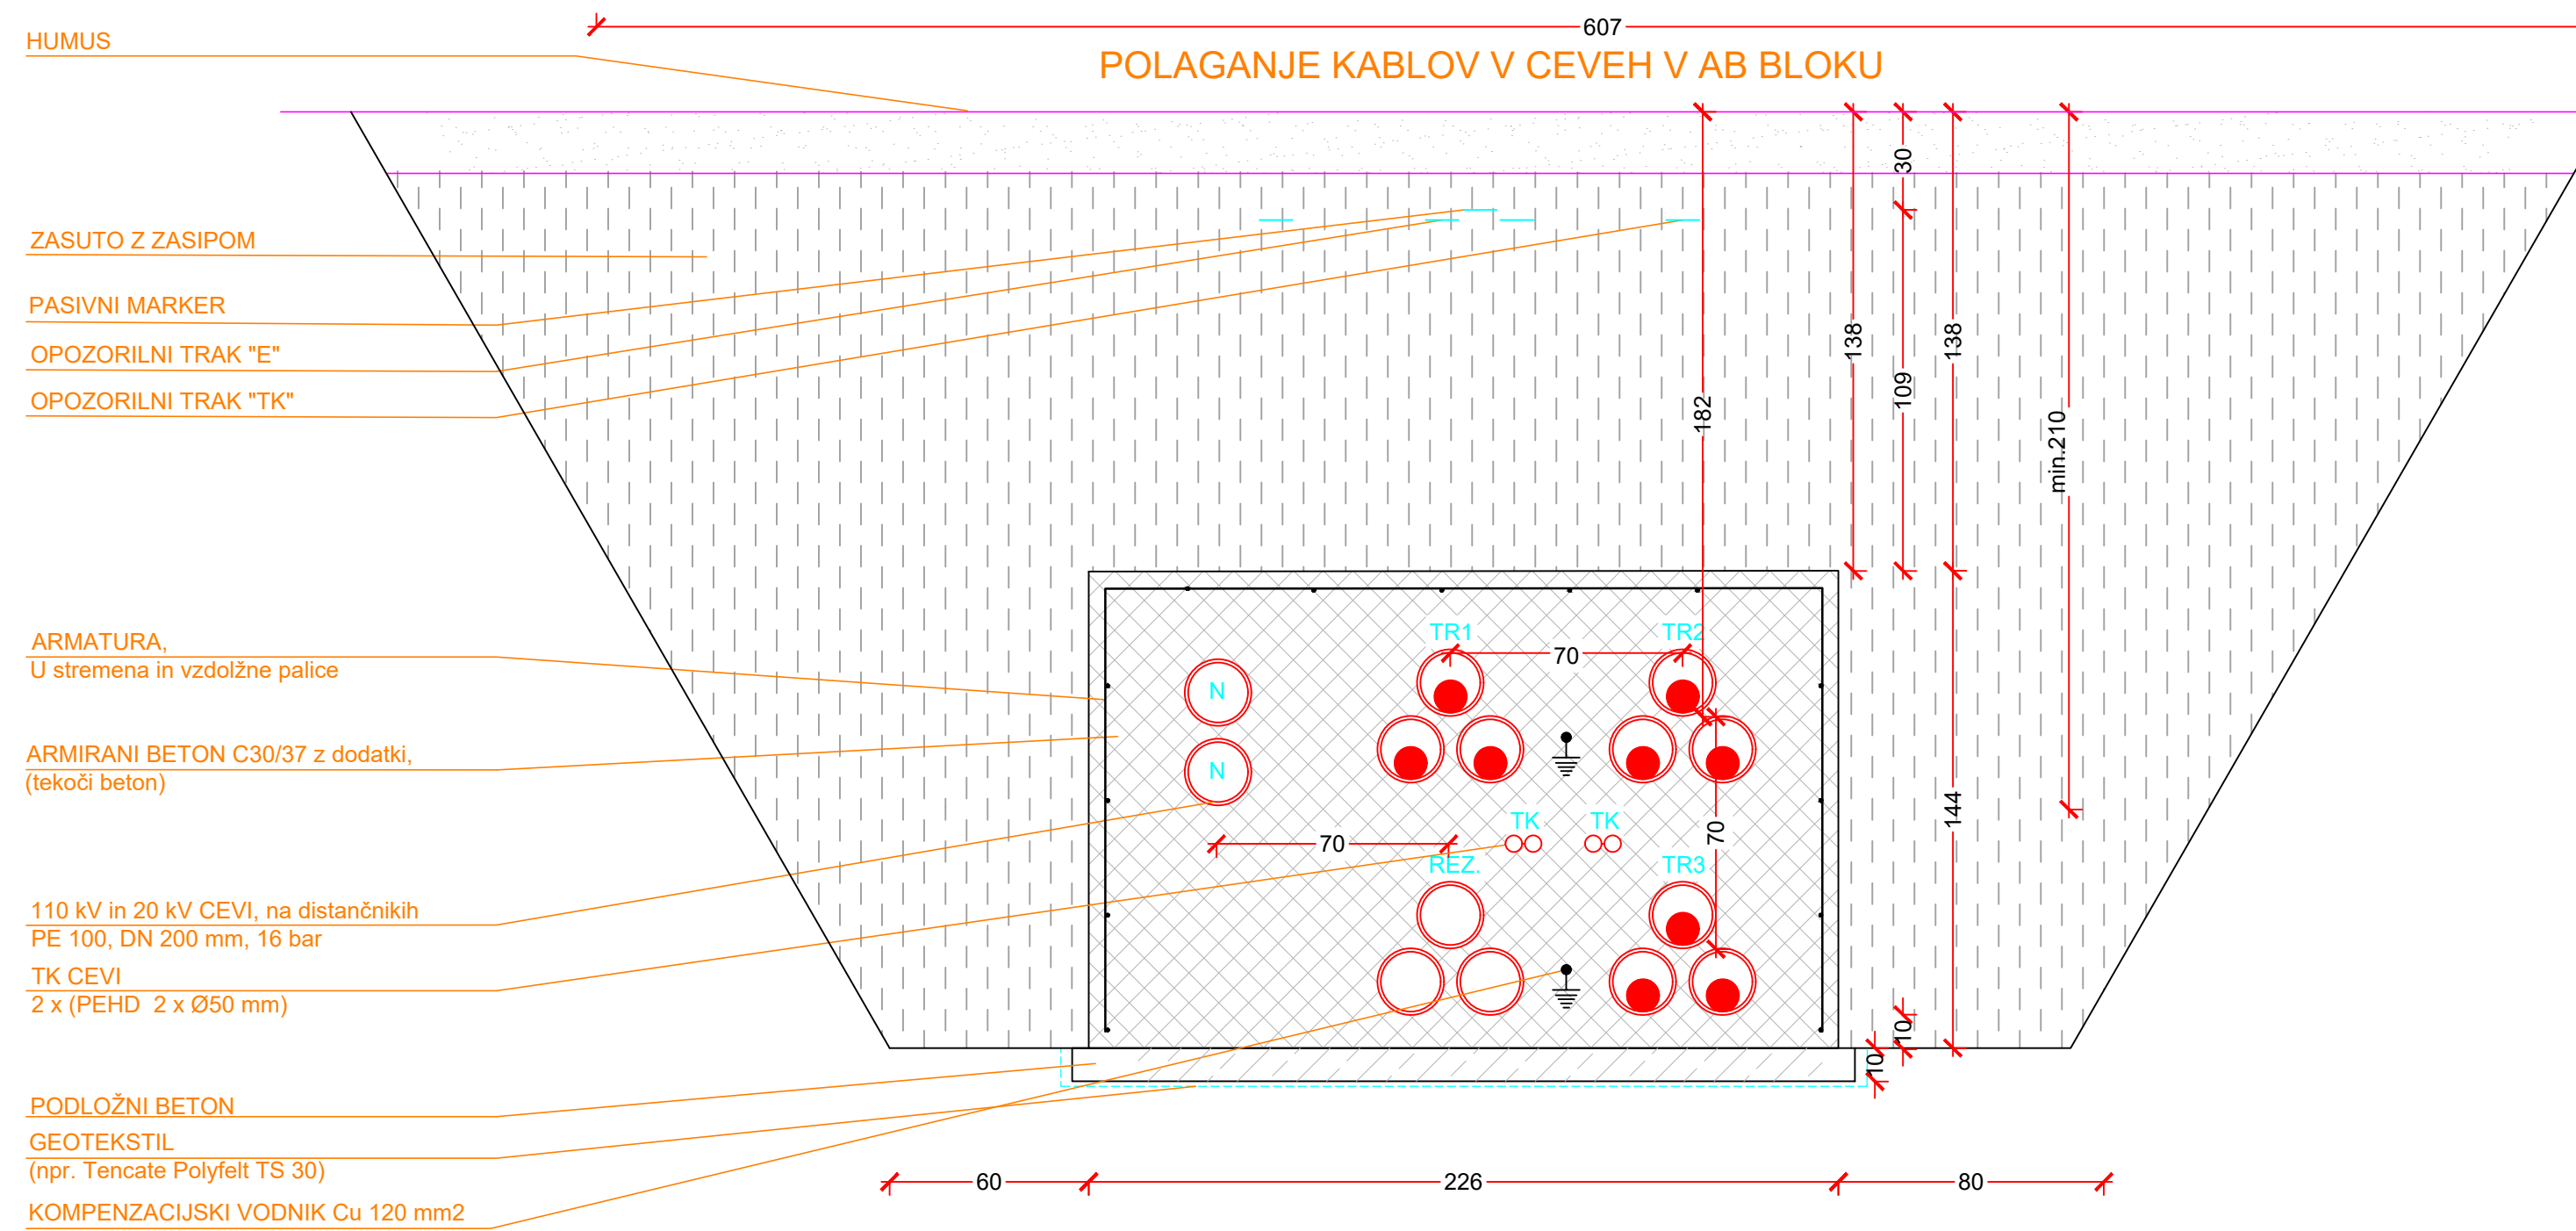 607
HUMUS
POLAGANJE KABLOV V CEVEH V AB BLOKU
30
ZASUTO Z ZASIPOM
PASIVNI MARKER
138
138
OPOZORILNI TRAK "E"
109
OPOZORILNI TRAK "TK"
182
min.210
ARMATURA,
U stremena in vzdolžne palice
TR1
TR2
70
N
ARMIRANI BETON C30/37 z dodatki,
(tekoči beton)
N
TK
TK
144
70
70
REZ.
TR3
110 kV in 20 kV CEVI, na distančnikih
PE 100, DN 200 mm, 16 bar
TK CEVI
2 x (PEHD  2 x Ø50 mm)
10
10
PODLOŽNI BETON
GEOTEKSTIL
(npr. Tencate Polyfelt TS 30)
60
226
80
KOMPENZACIJSKI VODNIK Cu 120 mm2